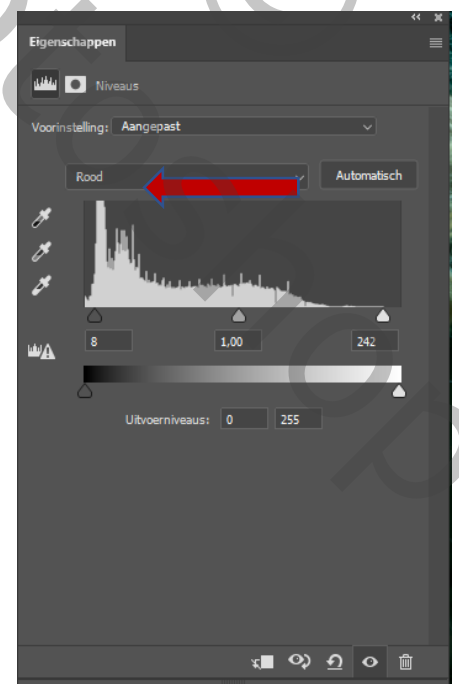 Eigenschappen
Niveaus
Voorinstelling: Aangepast
Rood Automatisch
8 1,00 242
Uitvoerniveaus: 0 255